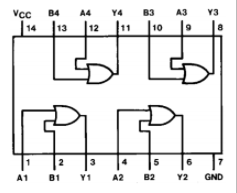 VCC B4 A4 Y4 B3 A3 Y3
14 13 12 11 10 9 8
1 2 3 4 5 6 7
A1 B1 Y1 A2 B2 Y2 GND